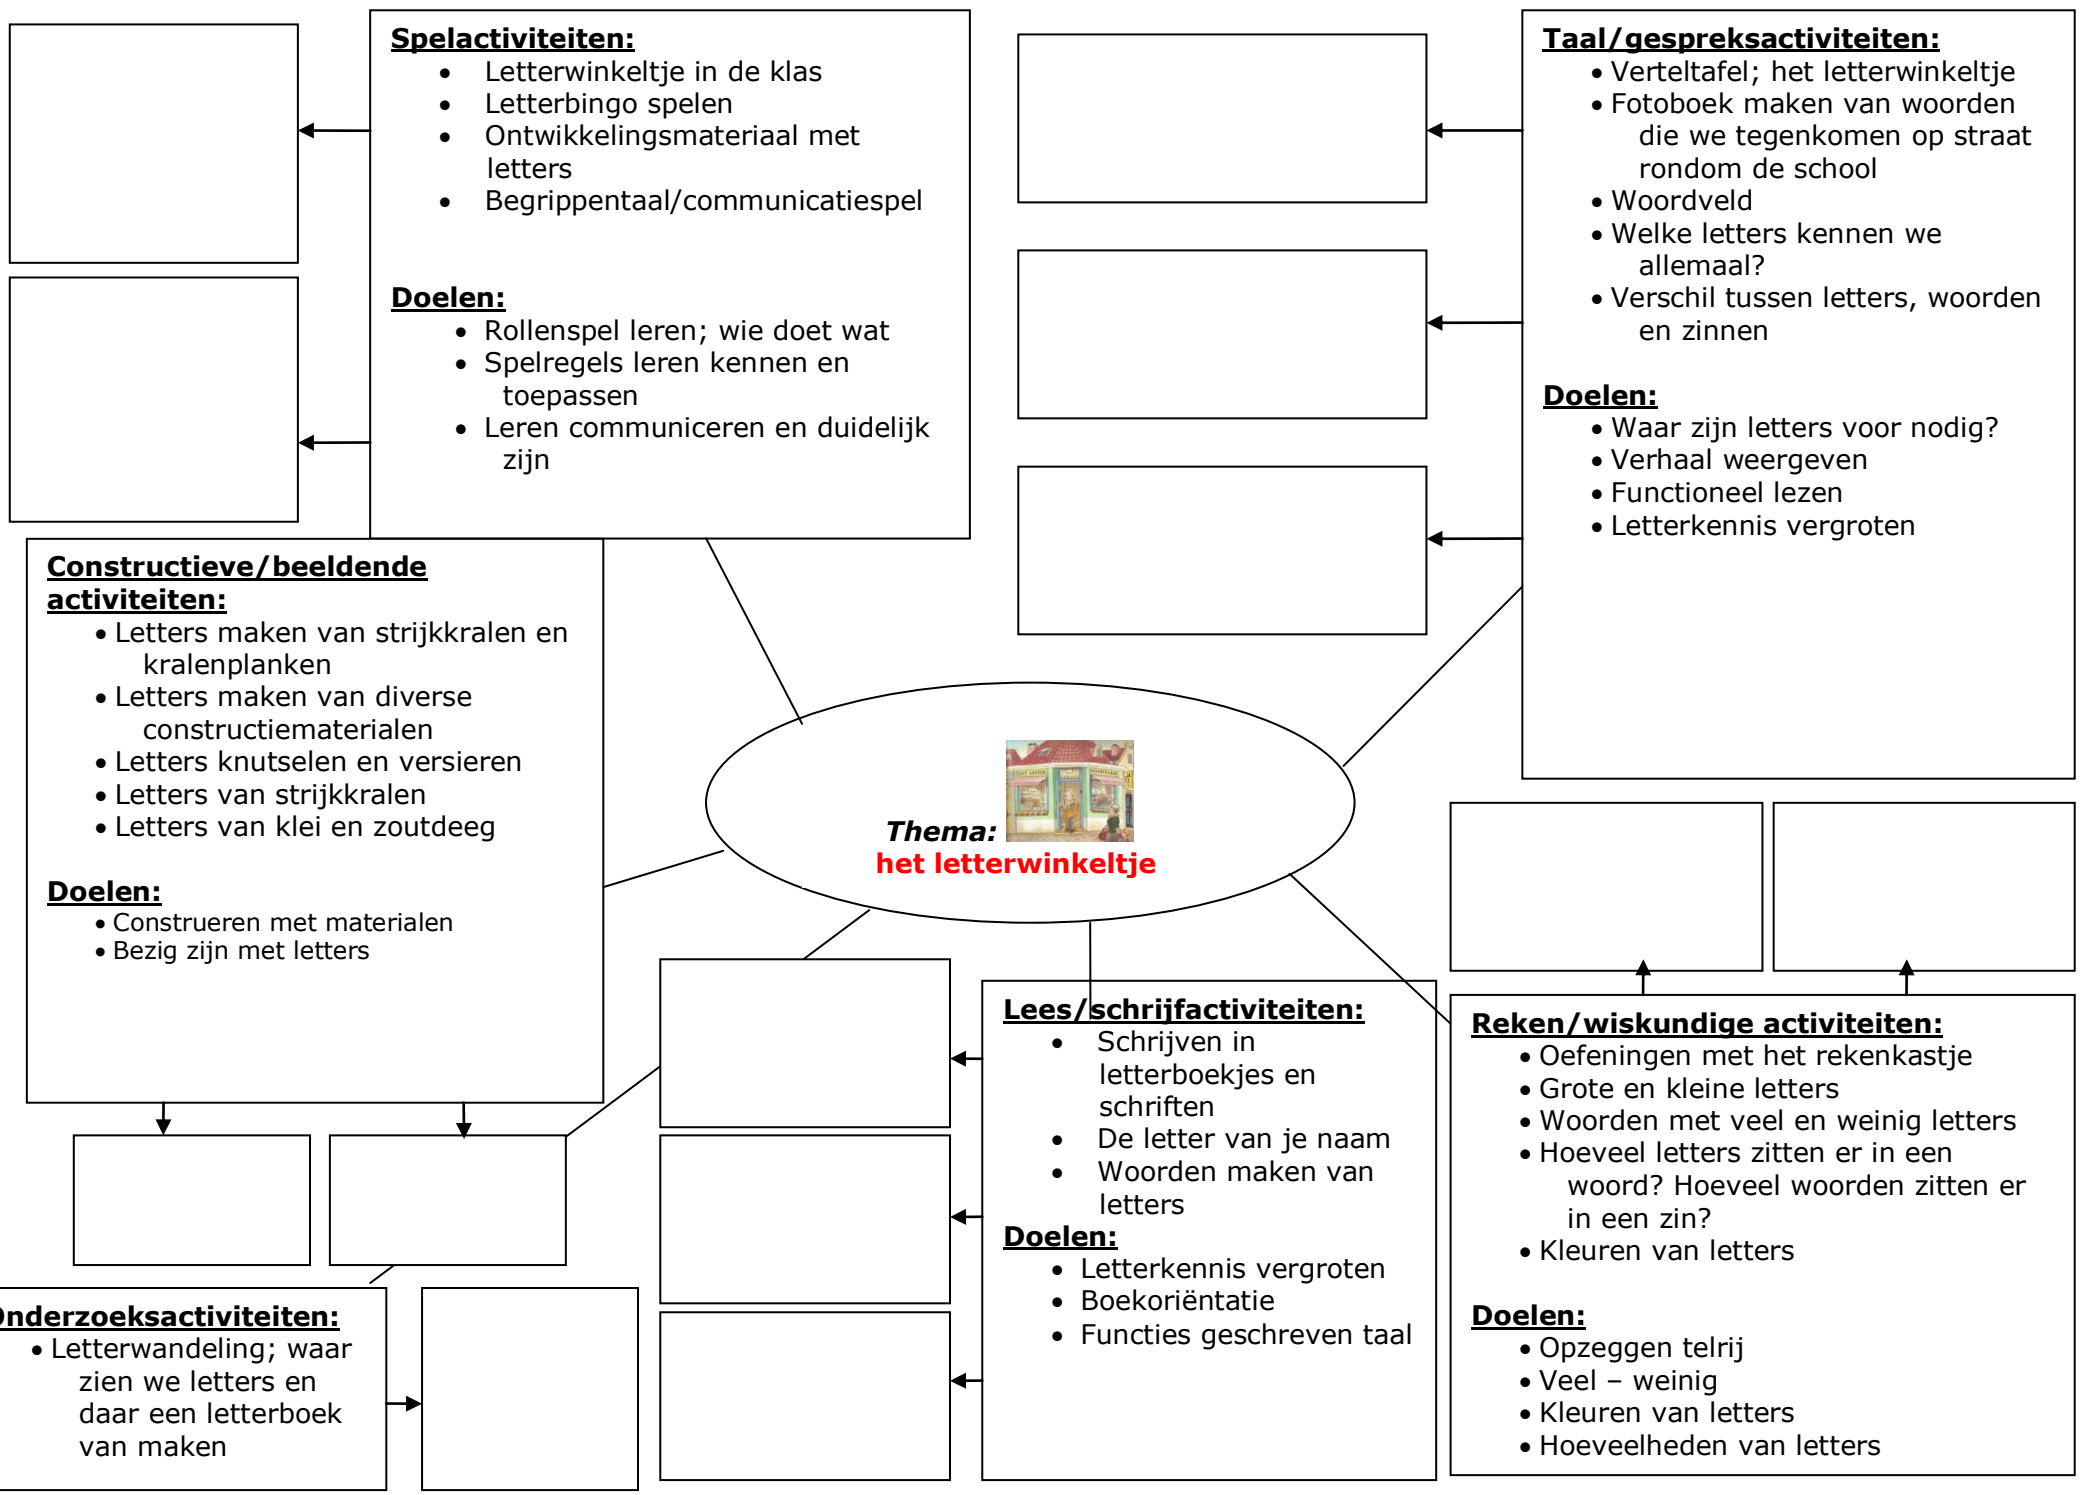 Spelactiviteiten:
• Letterwinkeltje in de klas
• Letterbingo spelen
• Ontwikkelingsmateriaal met
letters
• Begrippentaal/communicatiespel
Doelen:
• Rollenspel leren; wie doet wat
• Spelregels leren kennen en
toepassen
• Leren communiceren en duidelijk
zijn
Taal/gespreksactiviteiten:
• Verteltafel; het letterwinkeltje
• Fotoboek maken van woorden
die we tegenkomen op straat
rondom de school
• Woordveld
• Welke letters kennen we
allemaal?
• Verschil tussen letters, woorden
en zinnen
Doelen:
• Waar zijn letters voor nodig?
• Verhaal weergeven
• Functioneel lezen
• Letterkennis vergroten
Constructieve/beeldende
activiteiten:
• Letters maken van strijkkralen en
kralenplanken
• Letters maken van diverse
constructiematerialen
• Letters knutselen en versieren
• Letters van strijkkralen
• Letters van klei en zoutdeeg
Doelen:
• Construeren met materialen
• Bezig zijn met letters
Thema:
het letterwinkeltje
Lees/schrijfactiviteiten:
• Schrijven in
letterboekjes en
schriften
• De letter van je naam
• Woorden maken van
letters
Doelen:
• Letterkennis vergroten
• Boekoriëntatie
• Functies geschreven taal
Reken/wiskundige activiteiten:
• Oefeningen met het rekenkastje
• Grote en kleine letters
• Woorden met veel en weinig letters
• Hoeveel letters zitten er in een
woord? Hoeveel woorden zitten er
in een zin?
• Kleuren van letters
Doelen:
• Opzeggen telrij
• Veel – weinig
• Kleuren van letters
• Hoeveelheden van letters
Onderzoeksactiviteiten:
• Letterwandeling; waar
zien we letters en
daar een letterboek
van maken